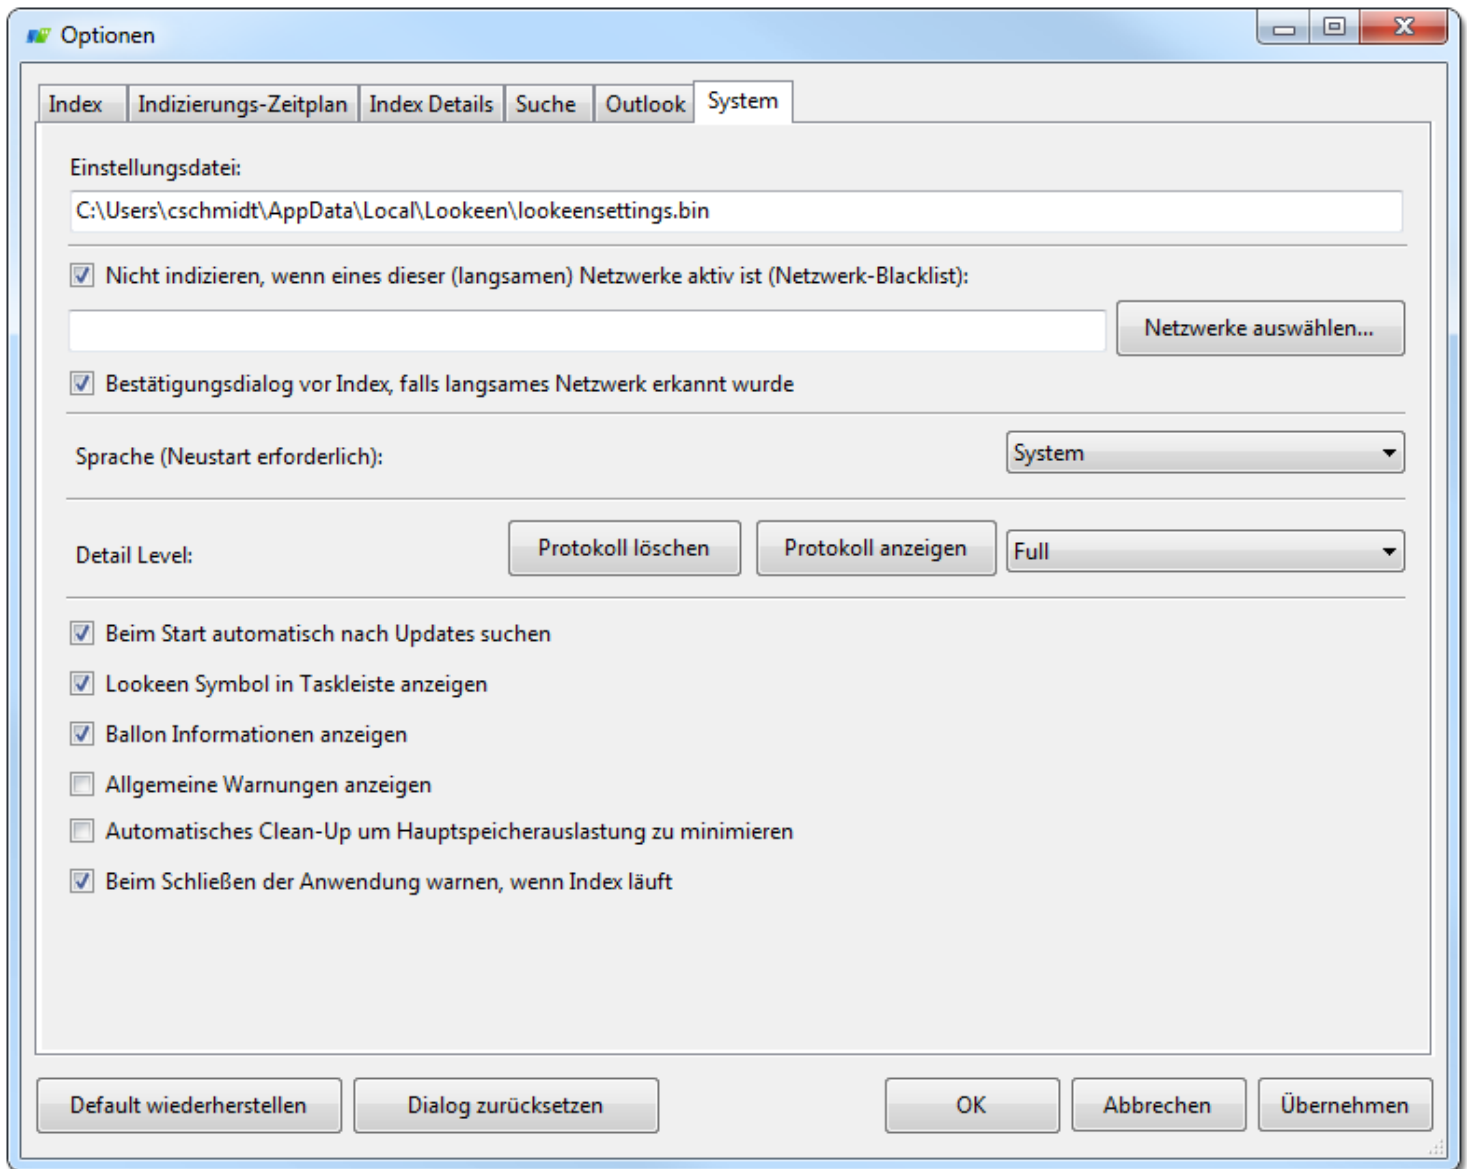 Optionen
Index Indizierungs-Zeitplan Index Details Suche Outlook System
Einstellungsdatei:
C:\Users\cschmidt\AppData\Local\Lookeen\lookeensettings.bin
Nicht indizieren, wenn eines dieser (langsamen) Netzwerke aktiv ist (Netzwerk-Blacklist):
Netzwerke auswählen...
Bestätigungsdialog vor Index, falls langsames Netzwerk erkannt wurde
Sprache (Neustart erforderlich): System
Detail Level: Protokoll löschen Protokoll anzeigen Full
Beim Start automatisch nach Updates suchen
Lookeen Symbol in Taskleiste anzeigen
Ballon Informationen anzeigen
Allgemeine Warnungen anzeigen
Automatisches Clean-Up um Hauptspeicherauslastung zu minimieren
Beim Schließen der Anwendung warnen, wenn Index läuft
Default wiederherstellen Dialog zurücksetzen OK Abbrechen Übernehmen